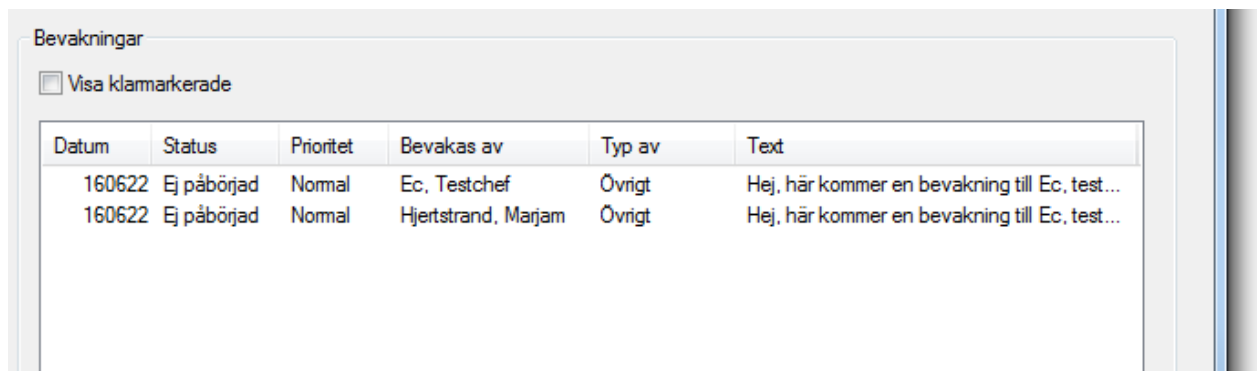 Bevakningar
Visa klarmarkerade
Datum Status Prioritet Bevakas av Typ av Text
160622 Ej påbörjad Normal Ec, Testchef Övrigt Hej, här kommer en bevakning till Ec, test...
160622 Ej påbörjad Normal Hjertstrand, Marjam Övrigt Hej, här kommer en bevakning till Ec, test...